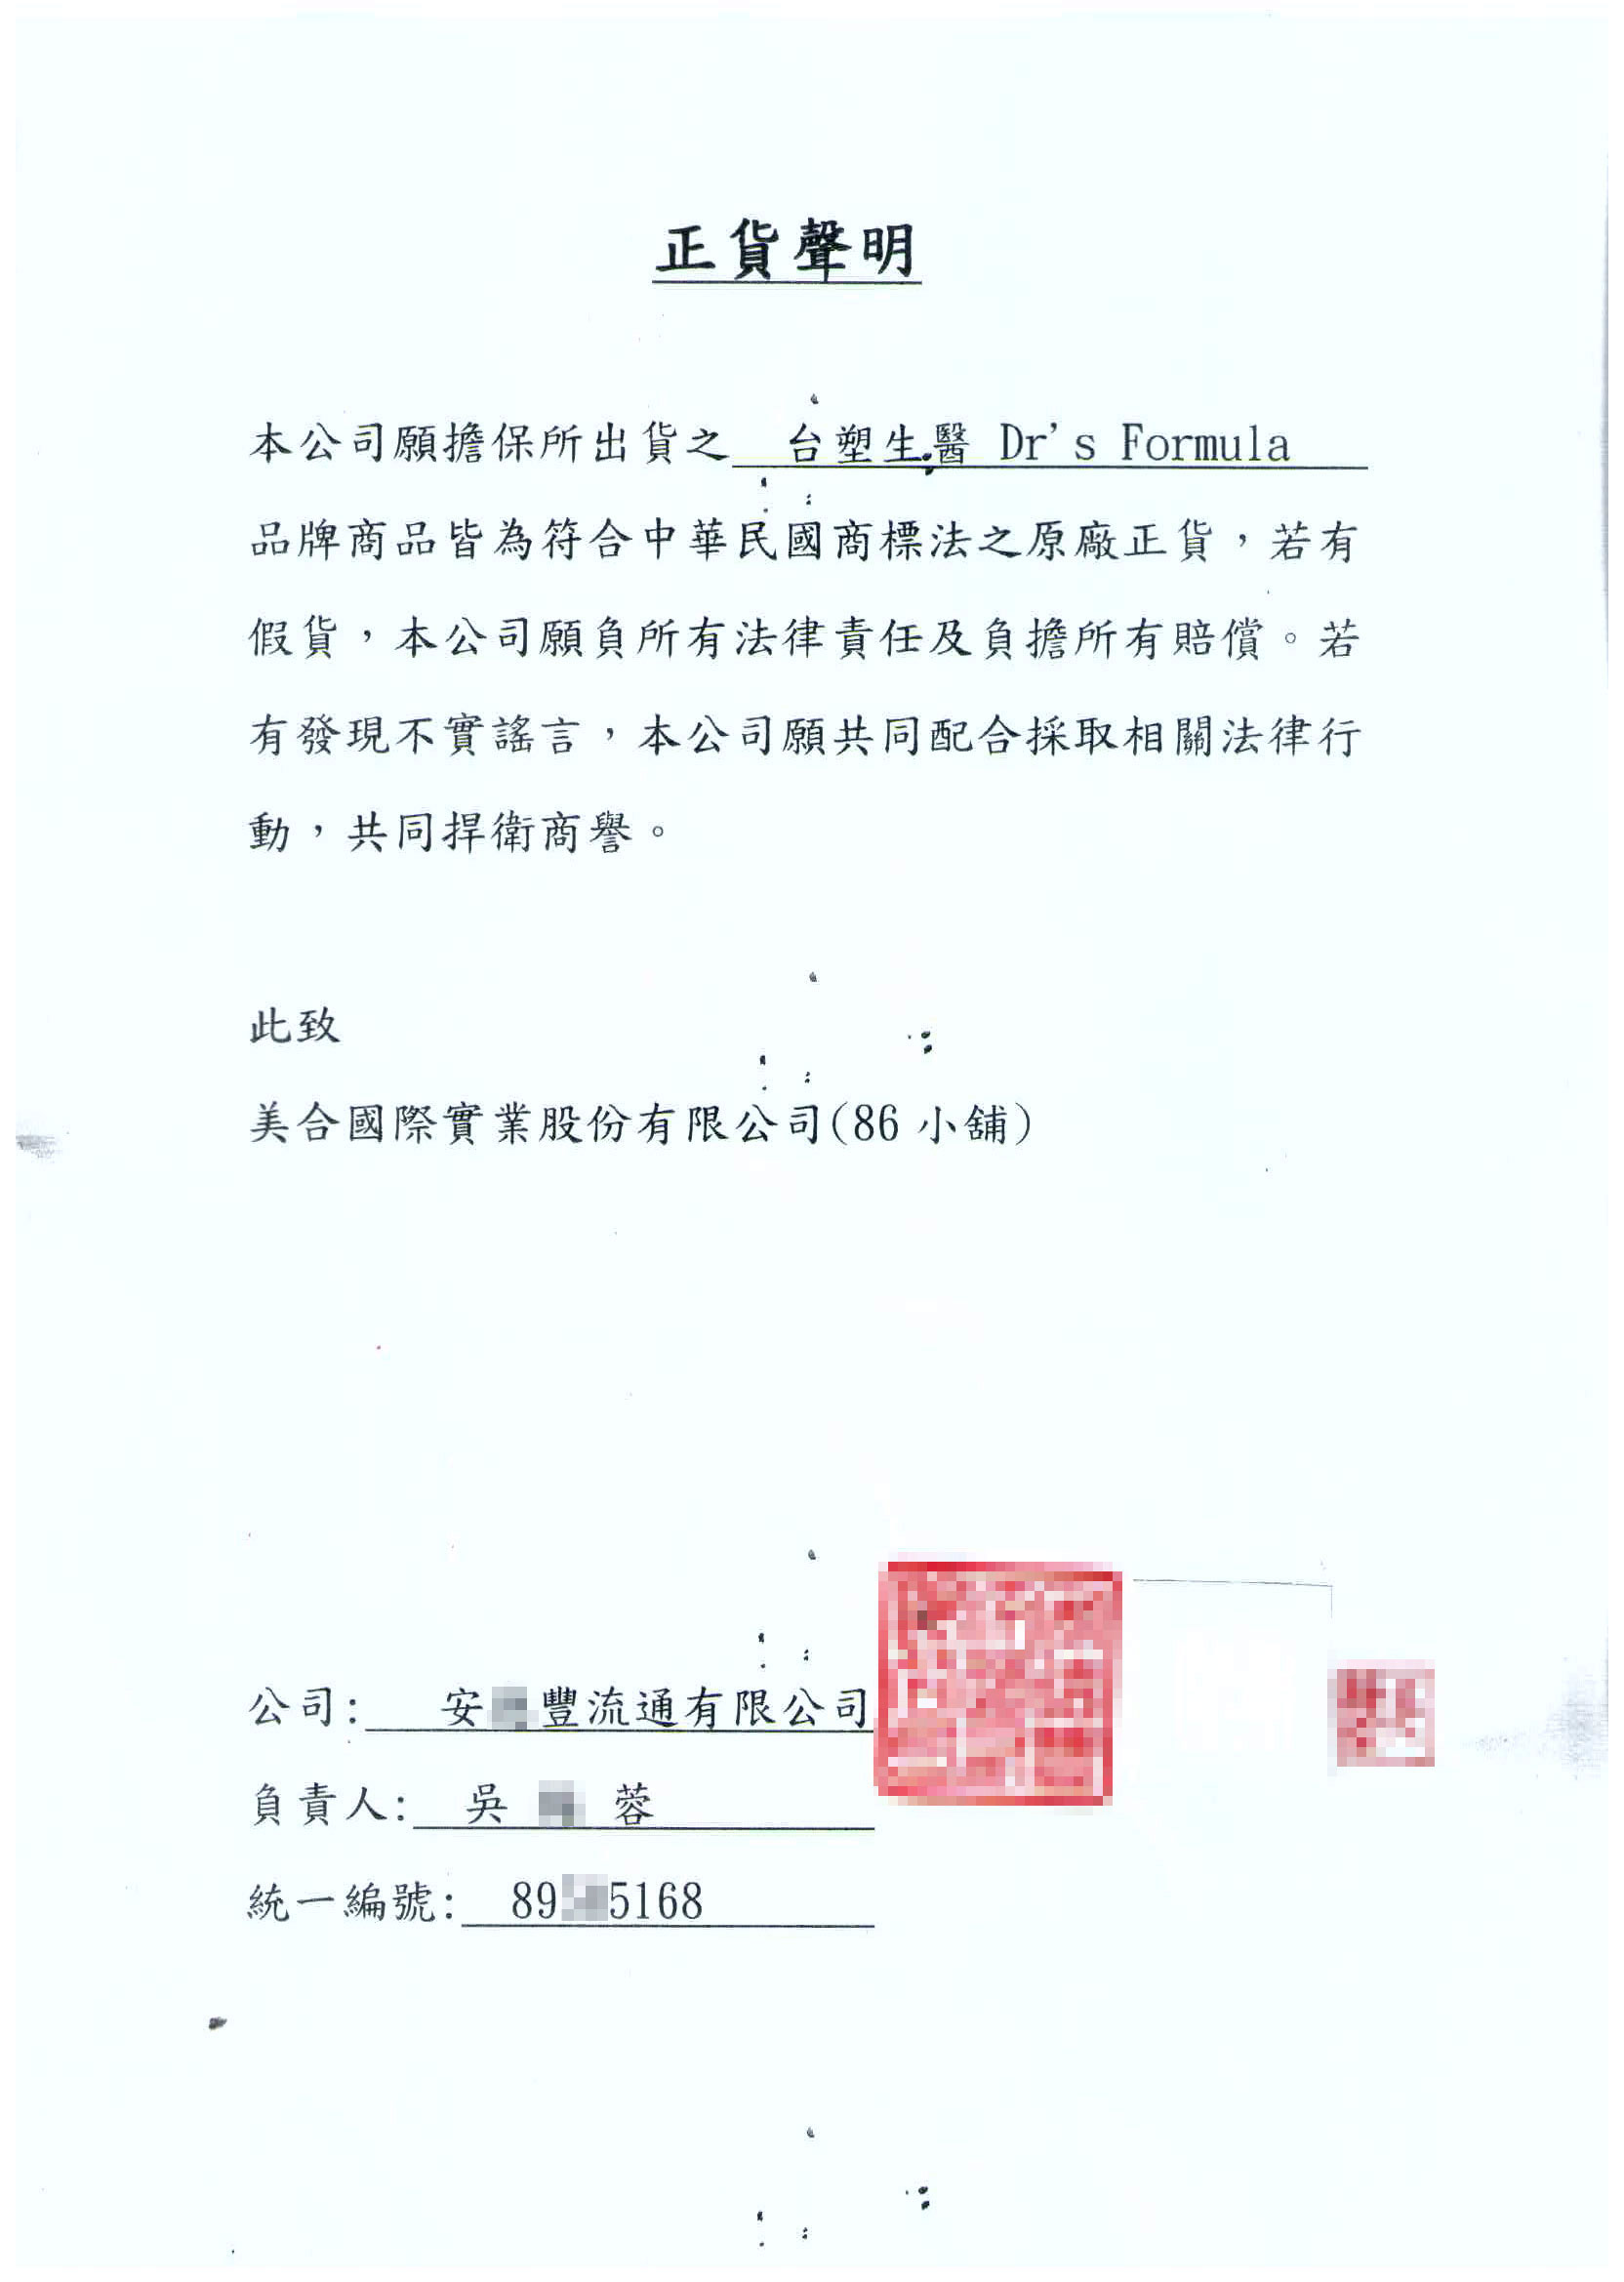 正貨聲明
本公司願擔保所出貨之 台塑生醫 Dr's Formula
品牌商品皆為符合中華民國商標法之原廠正貨，若有
假貨，本公司願負所有法律責任及負擔所有賠償。若
有發現不實謠言，本公司願共同配合採取相關法律行
動，共同捍衛商譽。
此致
美合國際實業股份有限公司(86 小舖)
公司: 安 豐流通有限公司
負責人: 吳 蓉
統一編號: 89 5168